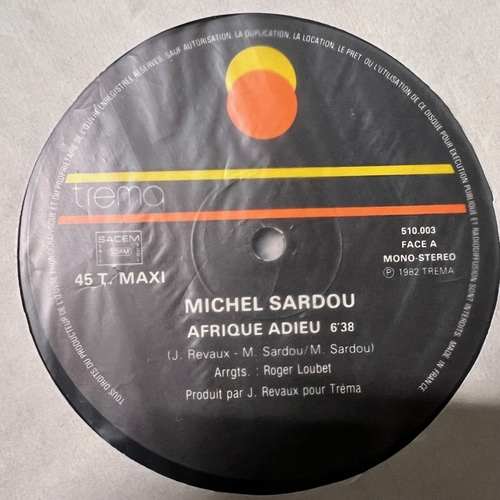 TOUS DROITS DU PRODUCTEUR ET DU PROPRIETAIRE DE L'ŒUVRE ENREGISTREE RESERVES. SAUF AUTORISATION, LA DUPLICATION, LA LOCATION, LE PRET, OU L'UTILISATION DE CE DISQUE POUR EXECUTION PUBLIQUE ET RADIODIFFUSION SONT INTERDITS. MADE IN FRANCE.
trema
SACEM
45 T. MAXI
510.003
FACE A
MONO-STEREO
Ⓟ 1982 TREMA
MICHEL SARDOU
AFRIQUE ADIEU 6'38
(J. Revaux - M. Sardou/M. Sardou)
Arrgts. : Roger Loubet
Produit par J. Revaux pour Tréma